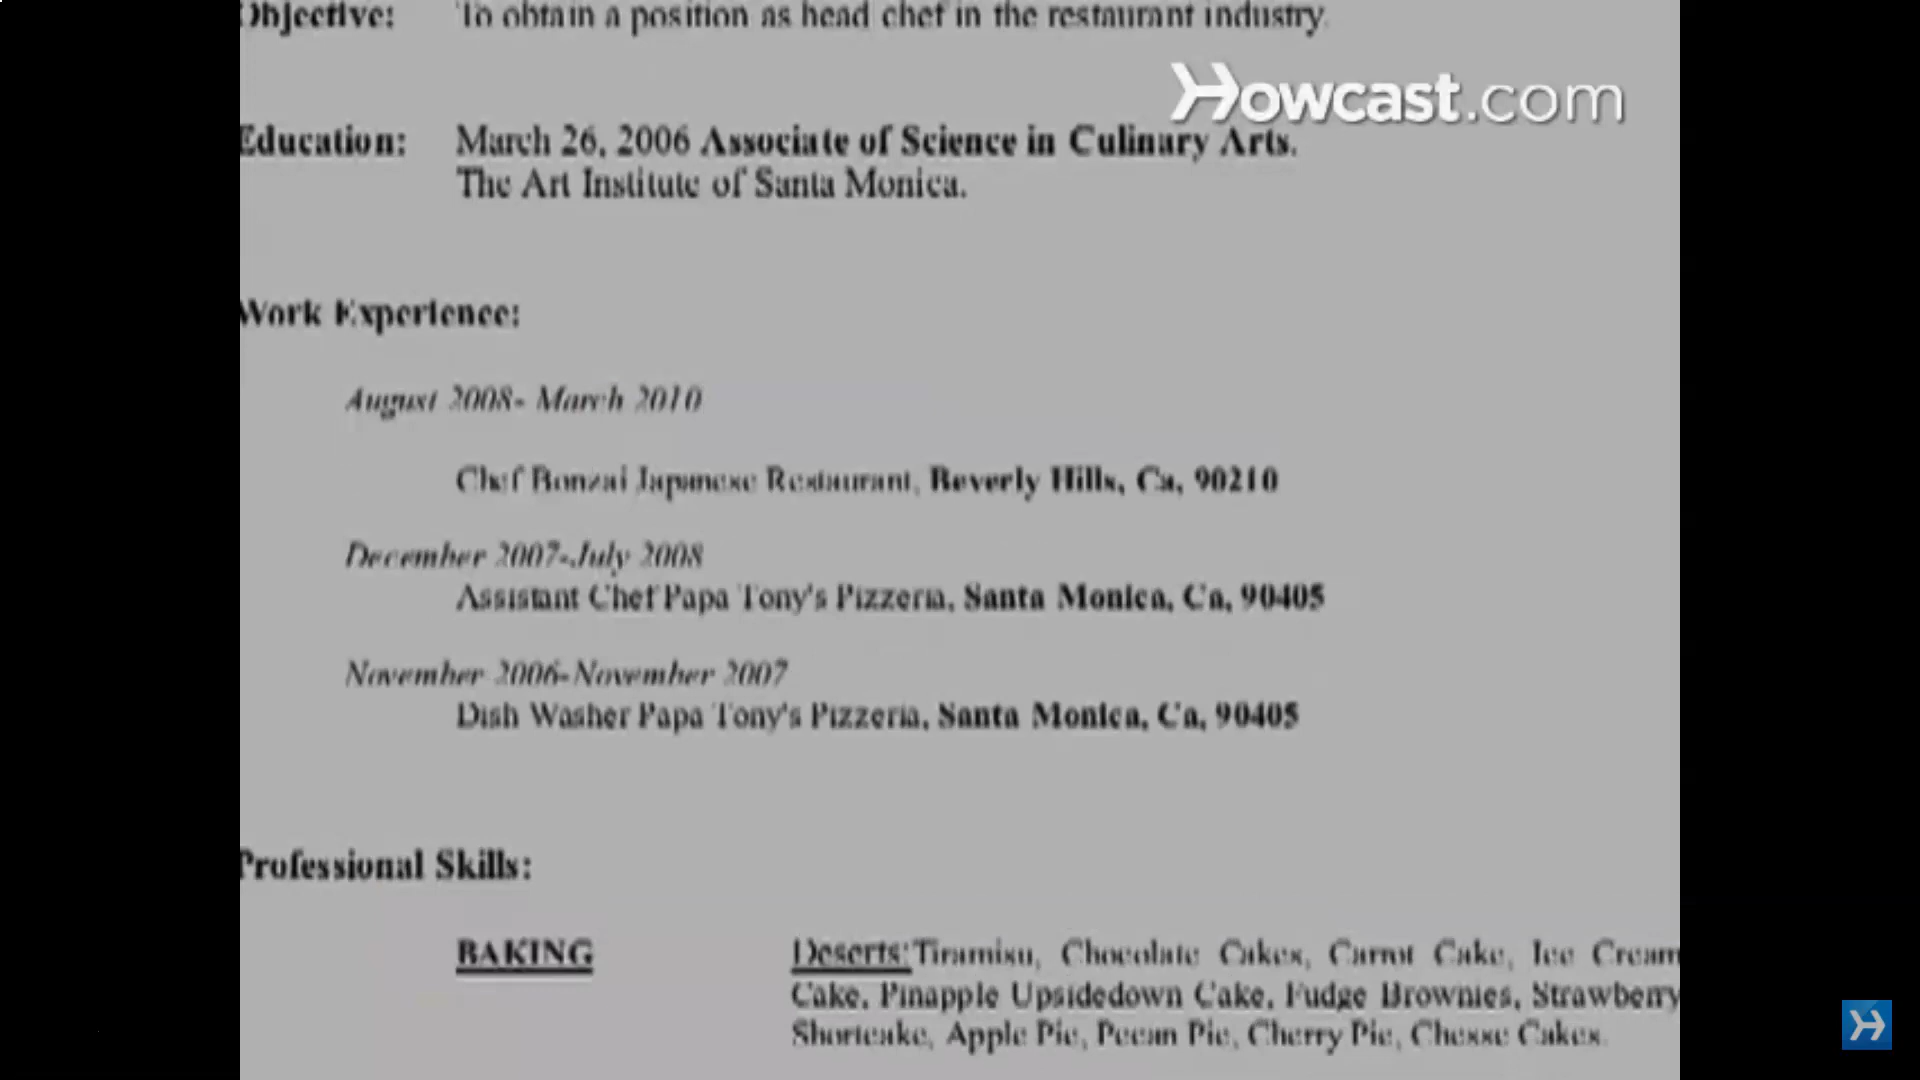 Objective: To obtain a position as head chef in the restaurant industry.
Howcast.com
Education: March 26, 2006 Associate of Science in Culinary Arts.
The Art Institute of Santa Monica.
Work Experience:
August 2008- March 2010
Chef Bonzai Japanese Restaurant, Beverly Hills, Ca, 90210
December 2007-July 2008
Assistant Chef Papa Tony's Pizzeria, Santa Monica, Ca, 90405
November 2006-November 2007
Dish Washer Papa Tony's Pizzeria, Santa Monica, Ca, 90405
Professional Skills:
BAKING Deserts:Tiramisu, Chocolate Cakes, Carrot Cake, Ice Cream
Cake, Pinapple Upsidedown Cake, Fudge Brownies, Strawberry
Shortcake, Apple Pie, Pecan Pie, Cherry Pie, Chesse Cakes.